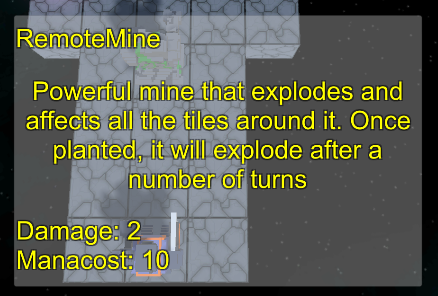 RemoteMine
Powerful mine that explodes and
affects all the tiles around it. Once
planted, it will explode after a
number of turns
Damage: 2
Manacost: 10